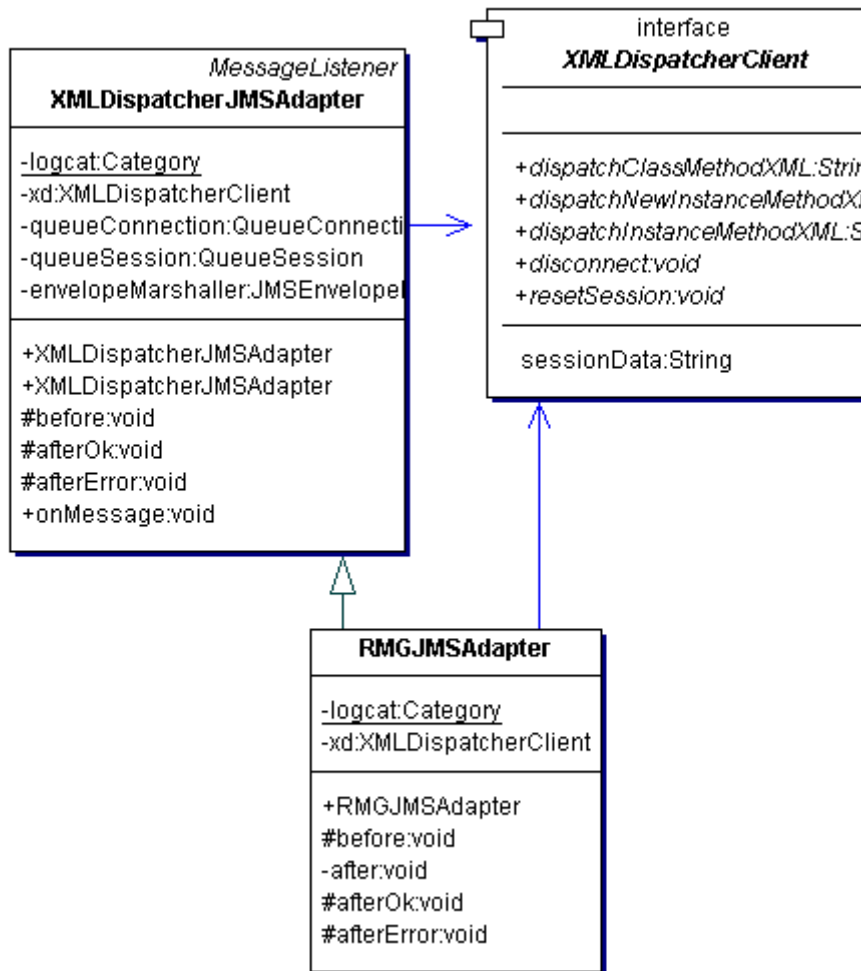 MessageListener
XMLDispatcherJMSAdapter
-logcat:Category
-xd:XMLDispatcherClient
-queueConnection:QueueConnecti
-queueSession:QueueSession
-envelopeMarshaller:JMSEnvelope
+XMLDispatcherJMSAdapter
+XMLDispatcherJMSAdapter
#before:void
#afterOk:void
#afterError:void
+onMessage:void
interface
XMLDispatcherClient
+dispatchClassMethodXML:Strin
+dispatchNewInstanceMethodX
+dispatchInstanceMethodXML:S
+disconnect:void
+resetSession:void
sessionData:String
RMGJMSAdapter
-logcat:Category
-xd:XMLDispatcherClient
+RMGJMSAdapter
#before:void
-after:void
#afterOk:void
#afterError:void